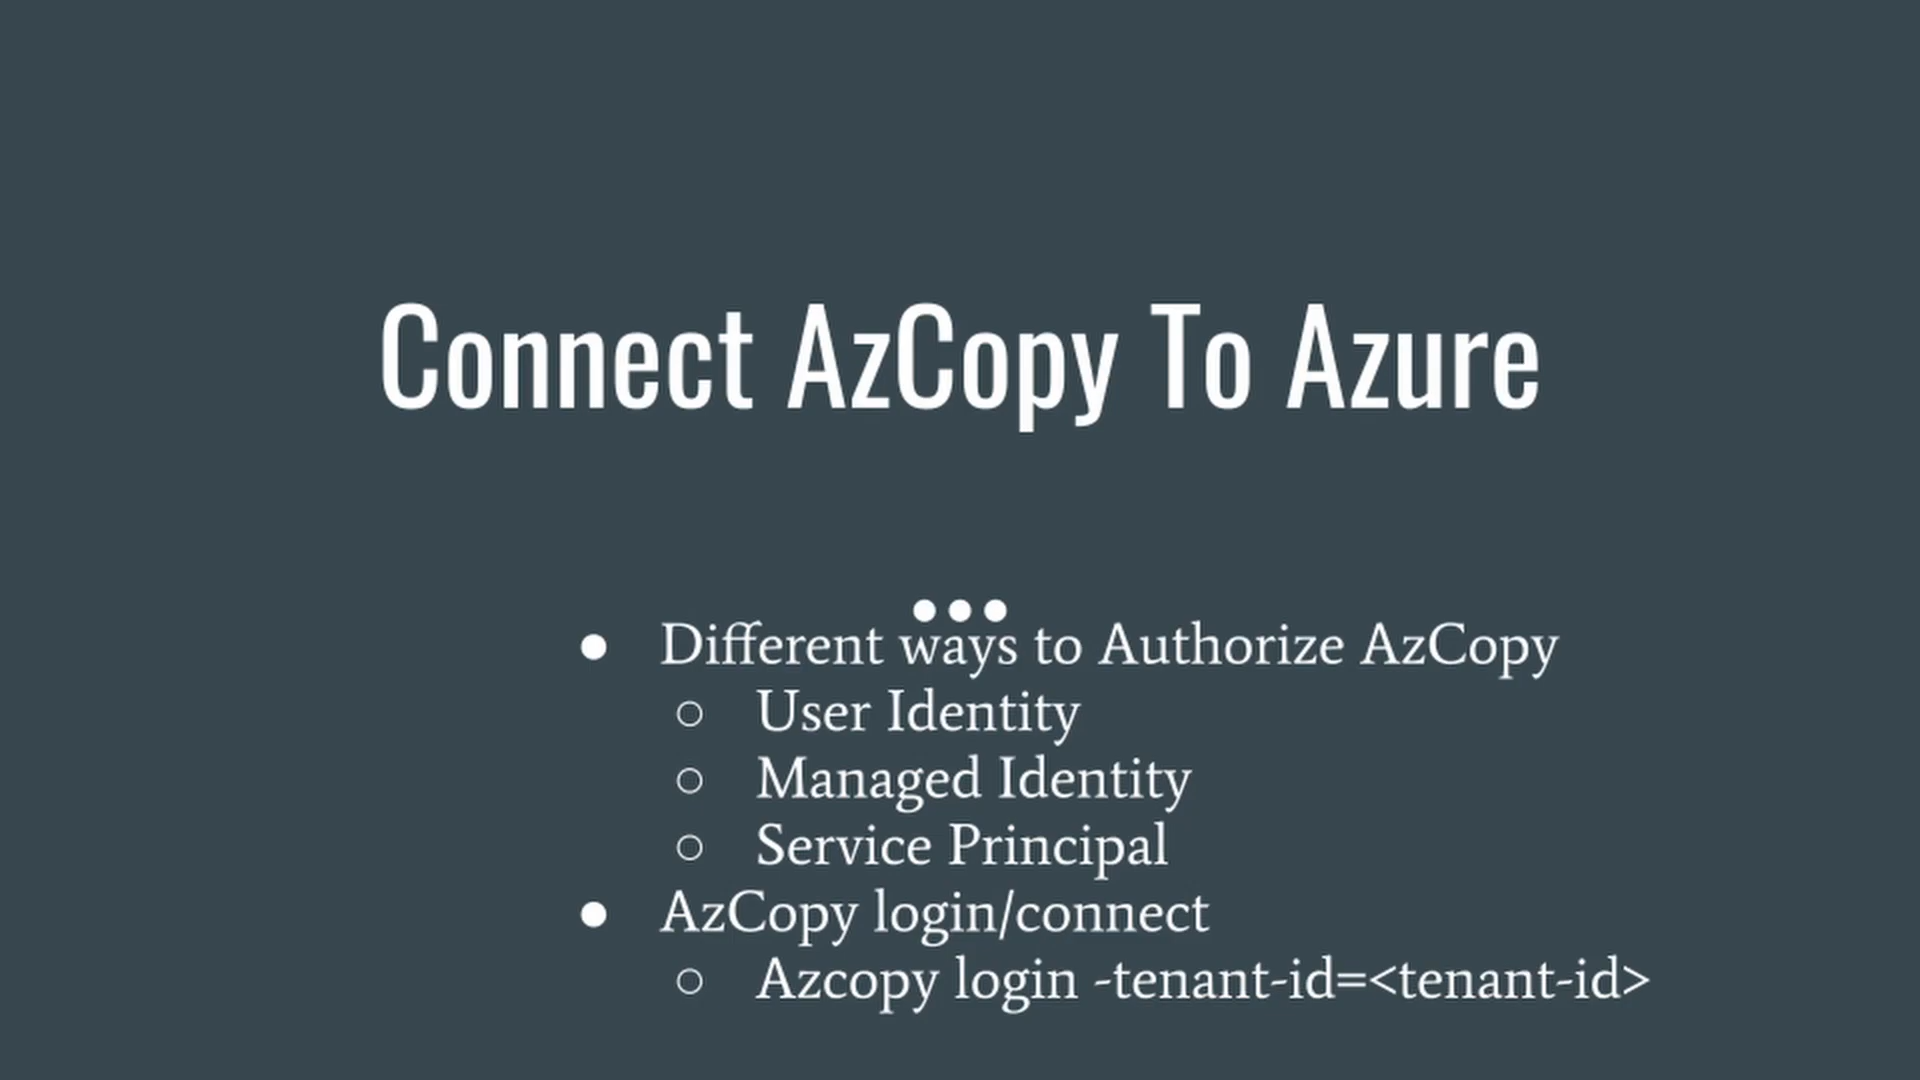 Connect AzCopy To Azure
● Different ways to Authorize AzCopy
○ User Identity
○ Managed Identity
○ Service Principal
● AzCopy login/connect
○ Azcopy login -tenant-id=<tenant-id>